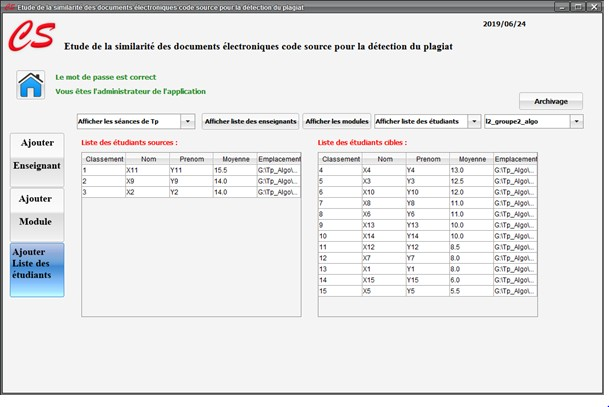 Etude de la similarité des documents électroniques code source pour la détection du plagiat
2019/06/24
CS
Etude de la similarité des documents électroniques code source pour la détection du plagiat
Le mot de passe est correct
Vous êtes l'administrateur de l'application
Archivage
Afficher les séances de Tp Afficher liste des enseignants Afficher les modules Afficher liste des étudiants l2_groupe2_algo
Ajouter
Enseignant
Ajouter
Module
Ajouter
Liste des
étudiants
Liste des étudiants sources :
Classement Nom Prenom Moyenne Emplacement
1 X11 Y11 15.5 G:\Tp_Algo\...
2 X9 Y9 14.0 G:\Tp_Algo\...
3 X2 Y2 14.0 G:\Tp_Algo\...
Liste des étudiants cibles :
Classement Nom Prenom Moyenne Emplacement
4 X4 Y4 13.0 G:\Tp_Algo\...
5 X3 Y3 12.5 G:\Tp_Algo\...
6 X10 Y10 12.0 G:\Tp_Algo\...
7 X8 Y8 11.0 G:\Tp_Algo\...
8 X6 Y6 11.0 G:\Tp_Algo\...
9 X13 Y13 10.0 G:\Tp_Algo\...
10 X14 Y14 10.0 G:\Tp_Algo\...
11 X12 Y12 8.5 G:\Tp_Algo\...
12 X7 Y7 8.0 G:\Tp_Algo\...
13 X1 Y1 8.0 G:\Tp_Algo\...
14 X15 Y15 6.0 G:\Tp_Algo\...
15 X5 Y5 5.5 G:\Tp_Algo\...